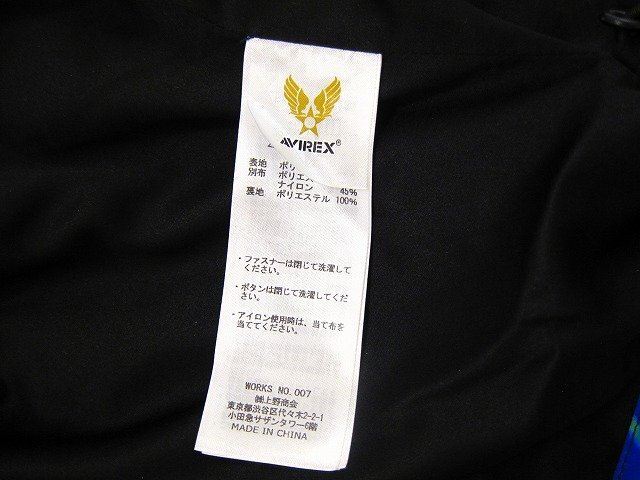 AVIREX®
表地
別布 ポリエス
ナイロン 45%
裏地 ポリエステル 100%
・ファスナーは閉じて洗濯して
ください。
・ボタンは閉じて洗濯してくだ
さい。
・アイロン使用時は、当て布を
当ててください。
WORKS NO.007
㈱上野商会
東京都渋谷区代々木2-2-1
小田急サザンタワー6階
MADE IN CHINA